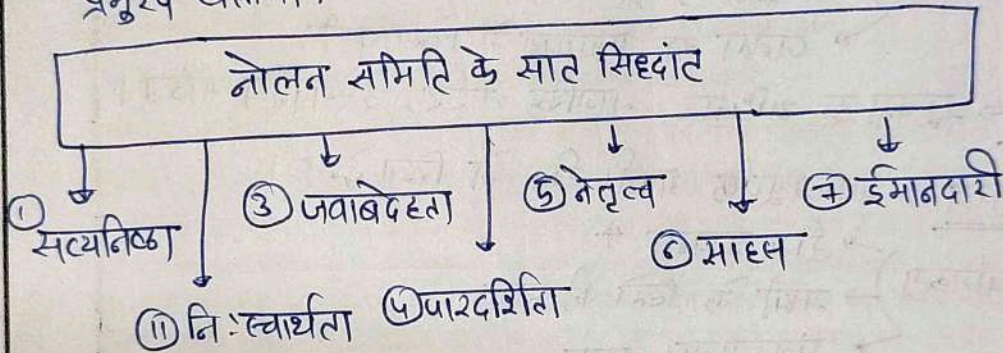 प्रमुख
नोलन समिति के सात सिद्दांत
① सत्यनिष्ठा
⑪ नि:स्वार्थता
③ जवाबदेहता
④ पारदर्शिता
⑤ नेतृत्व
⑥ साहस
⑦ ईमानदारी